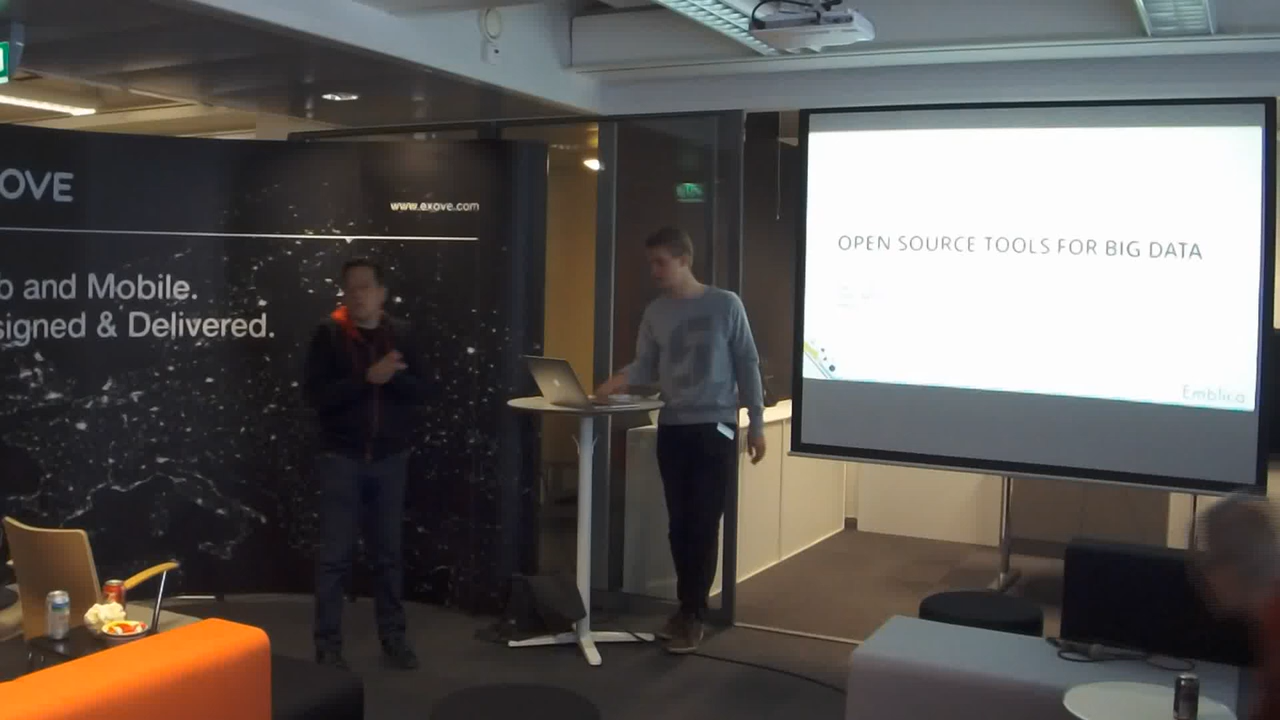 OVE
www.exove.com
b and Mobile.
signed & Delivered.
OPEN SOURCE TOOLS FOR BIG DATA
Emblica